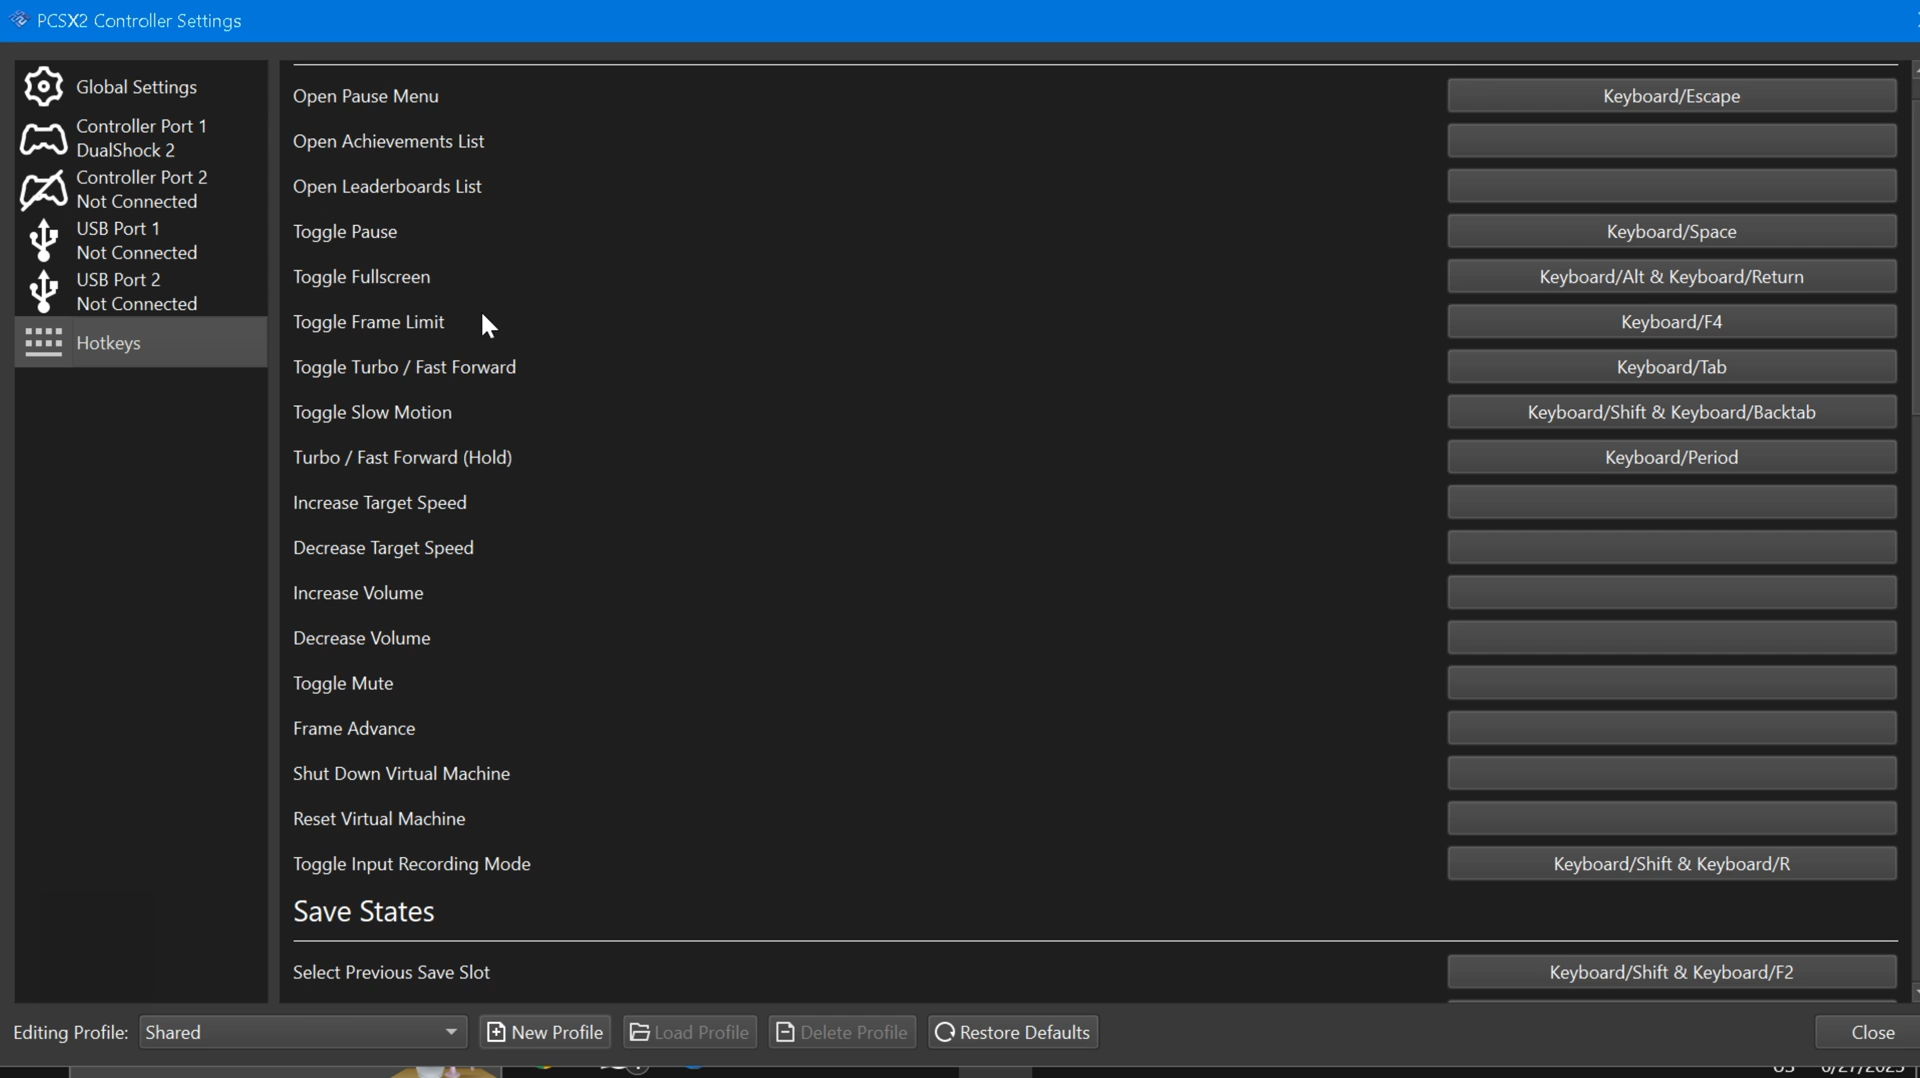 PCSX2 Controller Settings
Global Settings
Controller Port 1
DualShock 2
Controller Port 2
Not Connected
USB Port 1
Not Connected
USB Port 2
Not Connected
Hotkeys
Open Pause Menu Keyboard/Escape
Open Achievements List
Open Leaderboards List
Toggle Pause Keyboard/Space
Toggle Fullscreen Keyboard/Alt & Keyboard/Return
Toggle Frame Limit Keyboard/F4
Toggle Turbo / Fast Forward Keyboard/Tab
Toggle Slow Motion Keyboard/Shift & Keyboard/Backtab
Turbo / Fast Forward (Hold) Keyboard/Period
Increase Target Speed
Decrease Target Speed
Increase Volume
Decrease Volume
Toggle Mute
Frame Advance
Shut Down Virtual Machine
Reset Virtual Machine
Toggle Input Recording Mode Keyboard/Shift & Keyboard/R
Save States
Select Previous Save Slot Keyboard/Shift & Keyboard/F2
Editing Profile: Shared New Profile Load Profile Delete Profile Restore Defaults Close